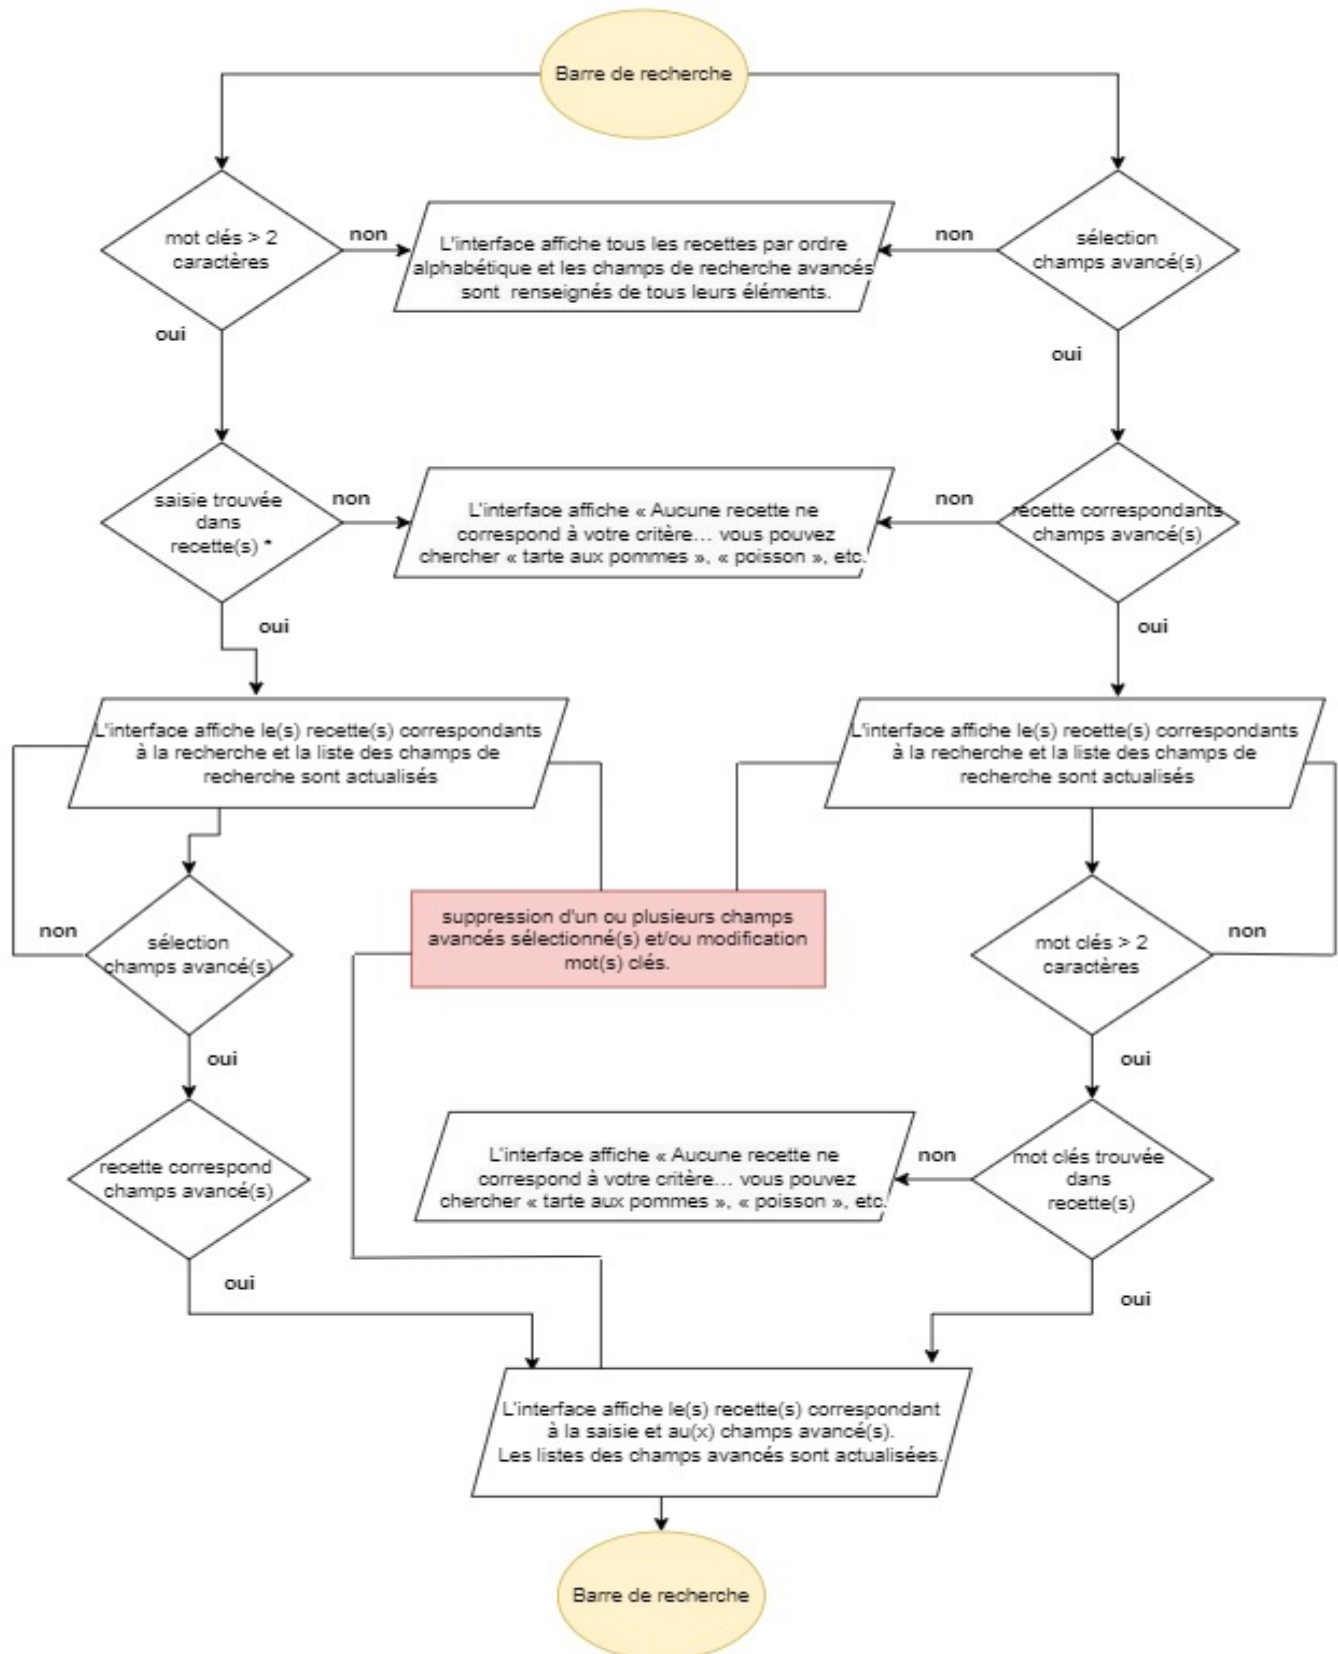 Barre de recherche
mot clés > 2
caractères
non
L'interface affiche tous les recettes par ordre
alphabétique et les champs de recherche avancés
sont renseignés de tous leurs éléments.
non
sélection
champs avancé(s)
oui
oui
saisie trouvée
dans
recette(s) *
non
L'interface affiche « Aucune recette ne
correspond à votre critère… vous pouvez
chercher « tarte aux pommes », « poisson », etc.
non
recette correspondants
champs avancé(s)
oui
oui
L'interface affiche le(s) recette(s) correspondants
à la recherche et la liste des champs de
recherche sont actualisés
L'interface affiche le(s) recette(s) correspondants
à la recherche et la liste des champs de
recherche sont actualisés
non
sélection
champs avancé(s)
suppression d'un ou plusieurs champs
avancés sélectionné(s) et/ou modification
mot(s) clés.
mot clés > 2
caractères
non
oui
oui
recette correspond
champs avancé(s)
L'interface affiche « Aucune recette ne
correspond à votre critère… vous pouvez
chercher « tarte aux pommes », « poisson », etc.
non
mot clés trouvée
dans
recette(s)
oui
oui
L'interface affiche le(s) recette(s) correspondant
à la saisie et au(x) champs avancé(s).
Les listes des champs avancés sont actualisées.
Barre de recherche